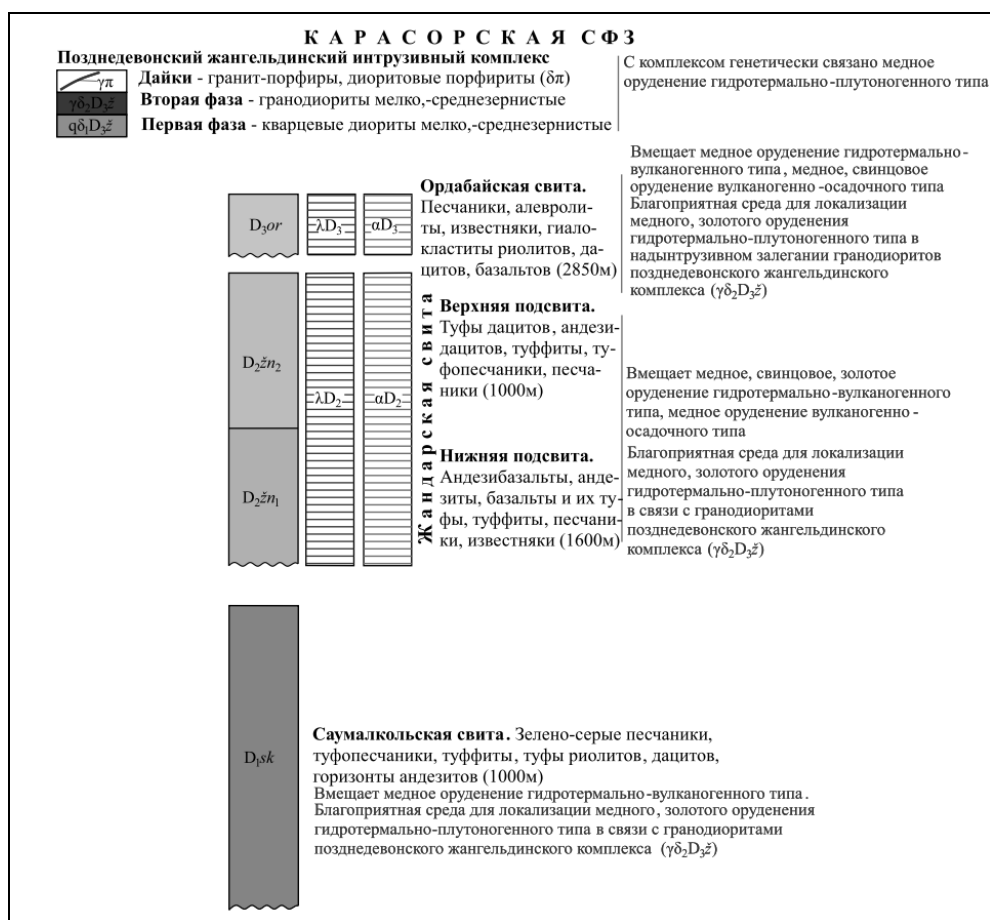 К А Р А С О Р С К А Я  С Ф З
Позднедевонский жангельдинский интрузивный комплекс
γπ
Дайки - гранит-порфиры, диоритовые порфириты (δπ)
γδ₂D₃ž
Вторая фаза - гранодиориты мелко,-среднезернистые
qδ₁D₃ž
Первая фаза - кварцевые диориты мелко,-среднезернистые
С комплексом генетически связано медное
оруденение гидротермально-плутоногенного типа
D₃or
λD₃
αD₃
Ордабайская свита.
Песчаники, алевроли-
ты, известняки, гиало-
кластиты риолитов, да-
цитов, базальтов (2850м)
Вмещает медное оруденение гидротермально-
вулканогенного типа, медное, свинцовое
оруденение вулканогенно-осадочного типа
Благоприятная среда для локализации
медного, золотого оруденения
гидротермально-плутоногенного типа в
надынтрузивном залегании гранодиоритов
позднедевонского жангельдинского
комплекса (γδ₂D₃ž)
D₂žn₂
D₂žn₁
λD₂
αD₂
Жандарская свита
Верхняя подсвита.
Туфы дацитов, андези-
дацитов, туффиты, ту-
фопесчаники, песча-
ники (1000м)
Нижняя подсвита.
Андезибазальты, анде-
зиты, базальты и их ту-
фы, туффиты, песчани-
ки, известняки (1600м)
Вмещает медное, свинцовое, золотое
оруденение гидротермально-вулканогенного
типа, медное оруденение вулканогенно-
осадочного типа
Благоприятная среда для локализации
медного, золотого оруденения
гидротермально-плутоногенного типа
в связи с гранодиоритами
позднедевонского жангельдинского
комплекса (γδ₂D₃ž)
D₁sk
Саумалкольская свита. Зелено-серые песчаники,
туфопесчаники, туффиты, туфы риолитов, дацитов,
горизонты андезитов (1000м)
Вмещает медное оруденение гидротермально-вулканогенного типа.
Благоприятная среда для локализации медного, золотого оруденения
гидротермально-плутоногенного типа в связи с гранодиоритами
позднедевонского жангельдинского комплекса (γδ₂D₃ž)